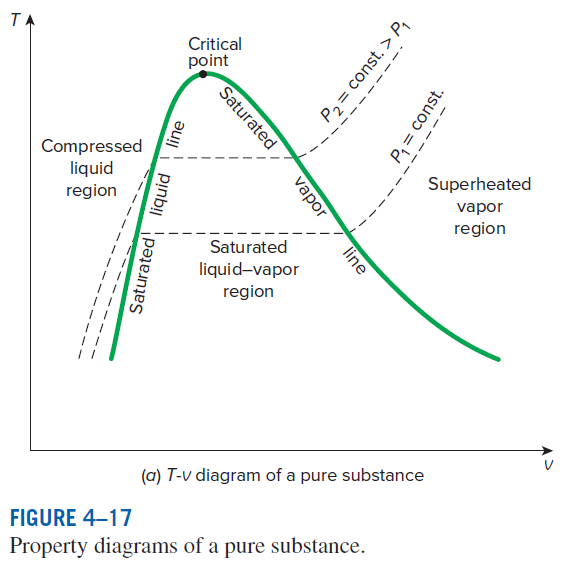 T
Critical
point
P₂ = const. > P₁
P₁ = const.
Saturated
vapor
line
Compressed
liquid
region
Saturated liquid line
Superheated
vapor
region
Saturated
liquid–vapor
region
v
(a) T-v diagram of a pure substance
FIGURE 4–17
Property diagrams of a pure substance.